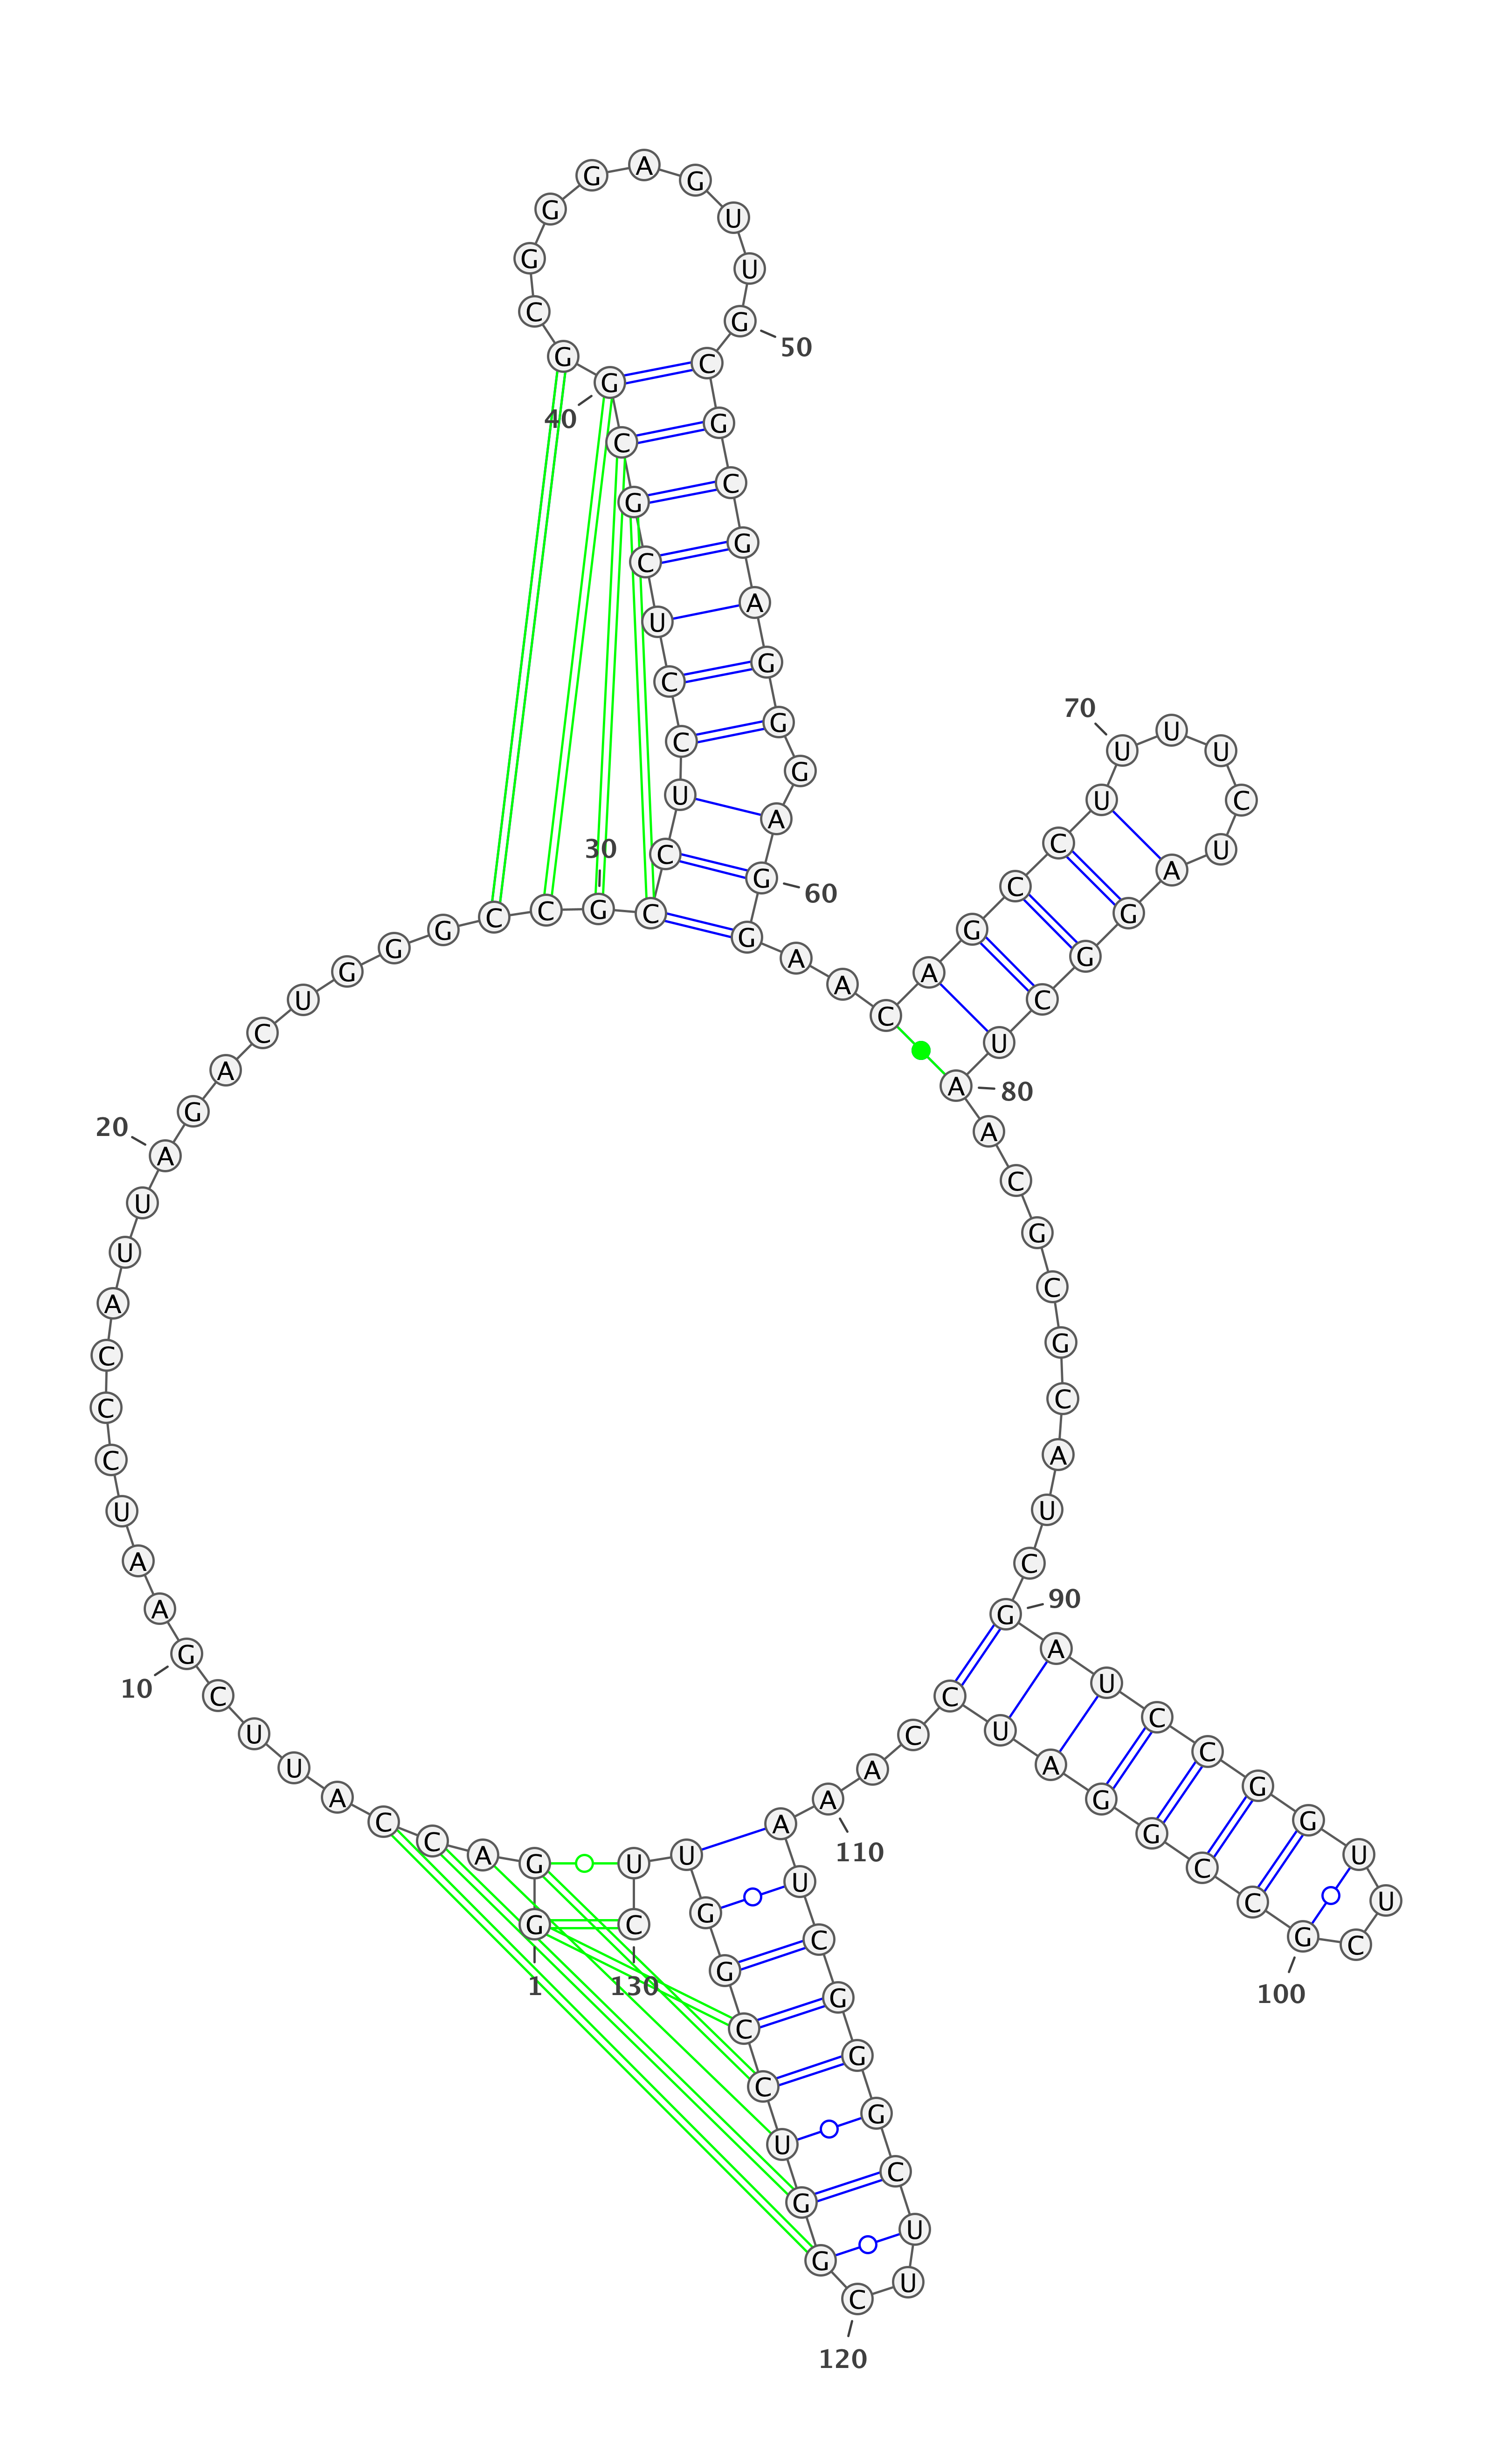 1
G G A C C A U U C G
10
A A U C C C A U U A
20
G A C U G G G C C G
30
C C U C C U C G C G
40
G C G G G A G U U G
50
C G C G A G G G A G
60
G A A C A G C C U U
70
U U C U A G G C U A
80
A C G C G C A U C G
90
A U C C G G U U C G
100
C C G G A U C C A A
110
A U C G G G C U U C
120
G G U C C G G U U C
130